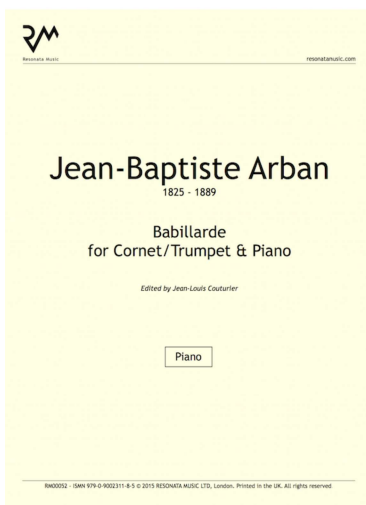 RM
Resonata Music
resonatamusic.com
Jean-Baptiste Arban
1825 - 1889
Babillarde
for Cornet/Trumpet & Piano
Edited by Jean-Louis Couturier
Piano
RM00052 - ISMN 979-0-9002311-8-5 © 2015 RESONATA MUSIC LTD, London. Printed in the UK. All rights reserved